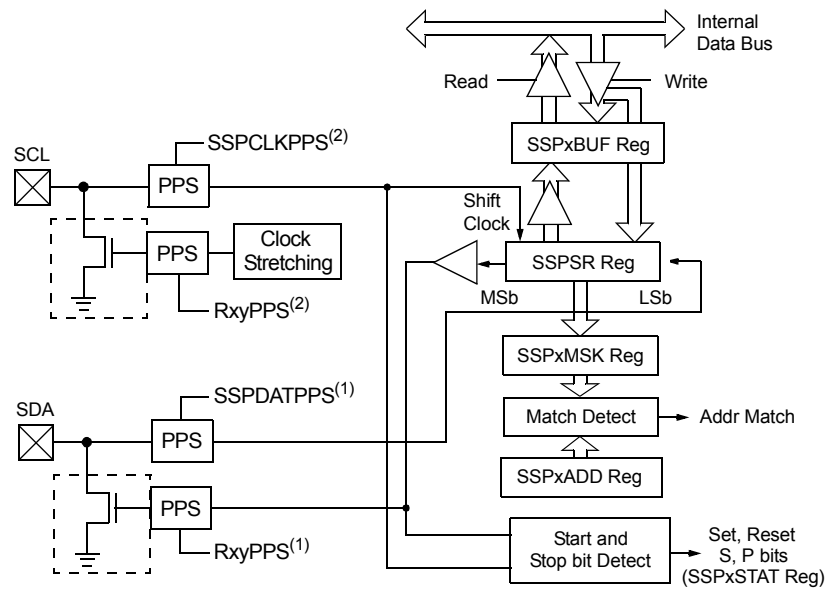 Internal
Data Bus
Read
Write
SSPCLKPPS(2)
SSPxBUF Reg
SCL
PPS
Shift
Clock
PPS
Clock
Stretching
SSPSR Reg
MSb
LSb
RxyPPS(2)
SSPxMSK Reg
SSPDATPPS(1)
SDA
Match Detect
Addr Match
PPS
SSPxADD Reg
PPS
Start and
Stop bit Detect
Set, Reset
S, P bits
(SSPxSTAT Reg)
RxyPPS(1)